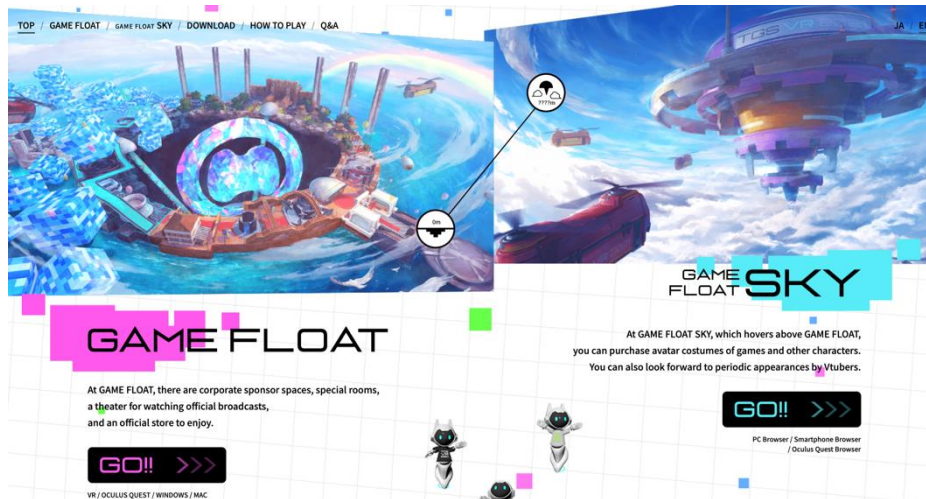 TOP / GAME FLOAT / GAME FLOAT SKY / DOWNLOAD / HOW TO PLAY / Q&A
JA / E
TGS VR
????m
0m
GAME FLOAT
At GAME FLOAT, there are corporate sponsor spaces, special rooms,
a theater for watching official broadcasts,
and an official store to enjoy.
GO!! >>>
VR / OCULUS QUEST / WINDOWS / MAC
GAME
FLOAT SKY
At GAME FLOAT SKY, which hovers above GAME FLOAT,
you can purchase avatar costumes of games and other characters.
You can also look forward to periodic appearances by Vtubers.
GO!! >>>
PC Browser / Smartphone Browser
/ Oculus Quest Browser